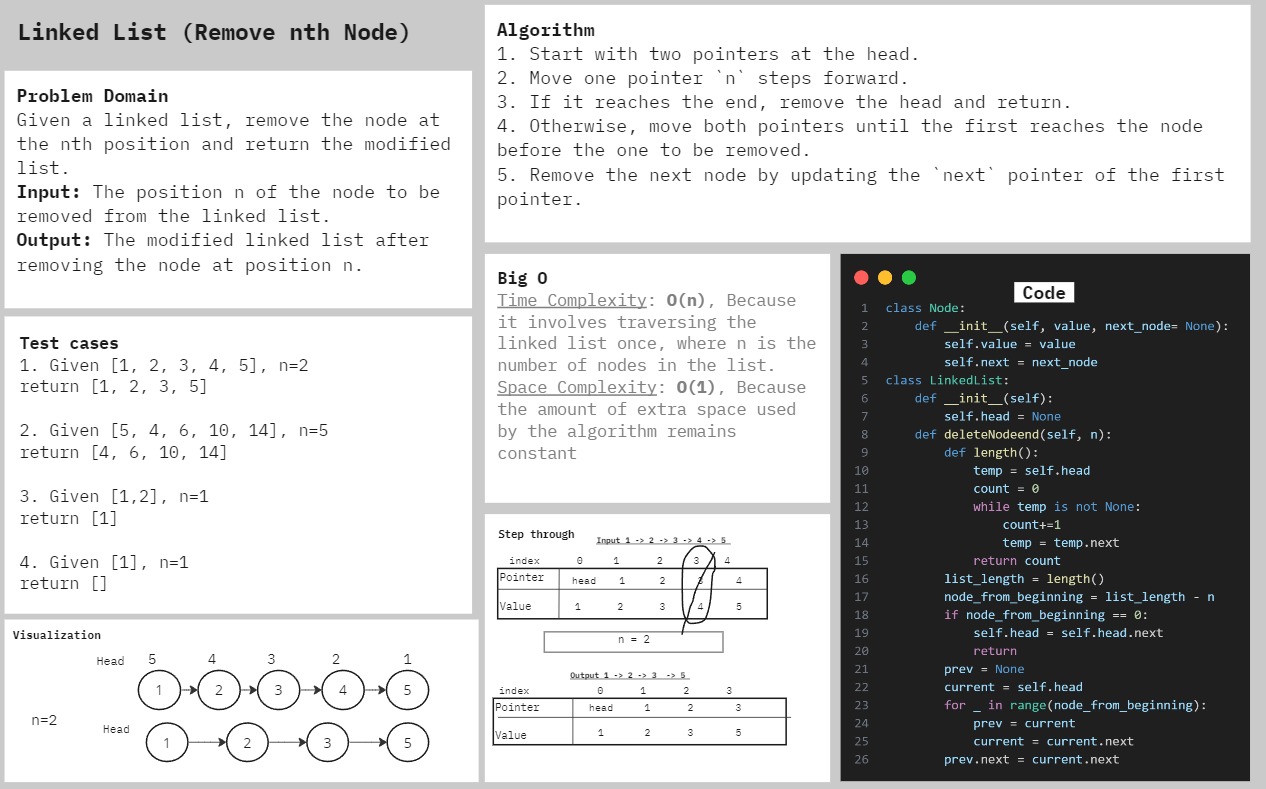 Linked List (Remove nth Node)
Problem Domain
Given a linked list, remove the node at
the nth position and return the modified
list.
Input: The position n of the node to be
removed from the linked list.
Output: The modified linked list after
removing the node at position n.
Test cases
1. Given [1, 2, 3, 4, 5], n=2
return [1, 2, 3, 5]
2. Given [5, 4, 6, 10, 14], n=5
return [4, 6, 10, 14]
3. Given [1,2], n=1
return [1]
4. Given [1], n=1
return []
Visualization
Head 5 4 3 2 1
1 2 3 4 5
n=2
Head
1 2 3 5
Algorithm
1. Start with two pointers at the head.
2. Move one pointer `n` steps forward.
3. If it reaches the end, remove the head and return.
4. Otherwise, move both pointers until the first reaches the node
before the one to be removed.
5. Remove the next node by updating the `next` pointer of the first
pointer.
Big O
Time Complexity: O(n), Because
it involves traversing the
linked list once, where n is the
number of nodes in the list.
Space Complexity: O(1), Because
the amount of extra space used
by the algorithm remains
constant
Step through
Input 1 -> 2 -> 3 -> 4 -> 5
index 0 1 2 3 4
Pointer head 1 2 3 4
Value 1 2 3 4 5
n = 2
Output 1 -> 2 -> 3 -> 5
index 0 1 2 3
Pointer head 1 2 3
Value 1 2 3 5
Code
1 class Node:
2 def __init__(self, value, next_node= None):
3 self.value = value
4 self.next = next_node
5 class LinkedList:
6 def __init__(self):
7 self.head = None
8 def deleteNodeend(self, n):
9 def length():
10 temp = self.head
11 count = 0
12 while temp is not None:
13 count+=1
14 temp = temp.next
15 return count
16 list_length = length()
17 node_from_beginning = list_length - n
18 if node_from_beginning == 0:
19 self.head = self.head.next
20 return
21 prev = None
22 current = self.head
23 for _ in range(node_from_beginning):
24 prev = current
25 current = current.next
26 prev.next = current.next